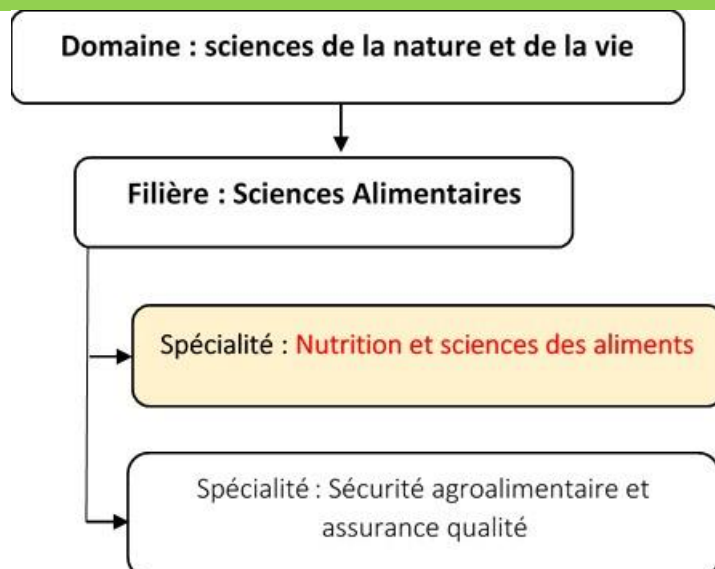 Domaine : sciences de la nature et de la vie
Filière : Sciences Alimentaires
Spécialité : Nutrition et sciences des aliments
Spécialité : Sécurité agroalimentaire et
assurance qualité